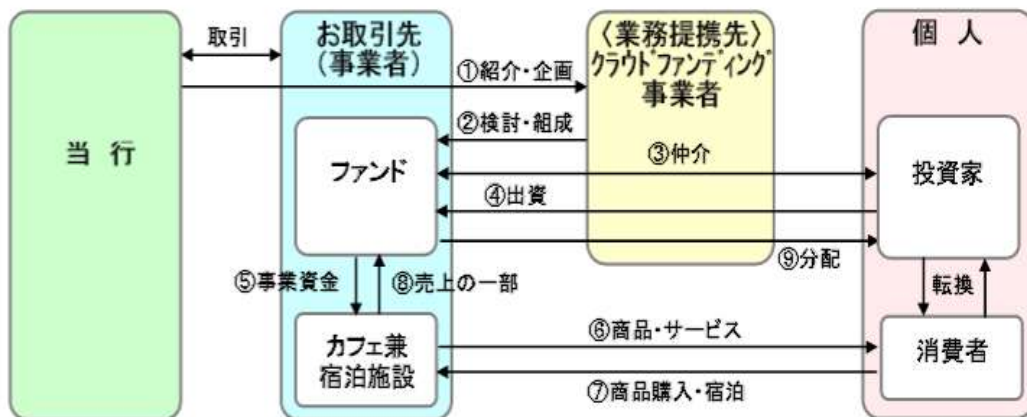 取引
お取引先
(事業者)
〈業務提携先〉
クラウドファンディング
事業者
個 人
①紹介・企画
②検討・組成
③仲介
当 行
ファンド
投資家
④出資
⑨分配
⑤事業資金
⑧売上の一部
転換
⑥商品・サービス
カフェ兼
宿泊施設
消費者
⑦商品購入・宿泊